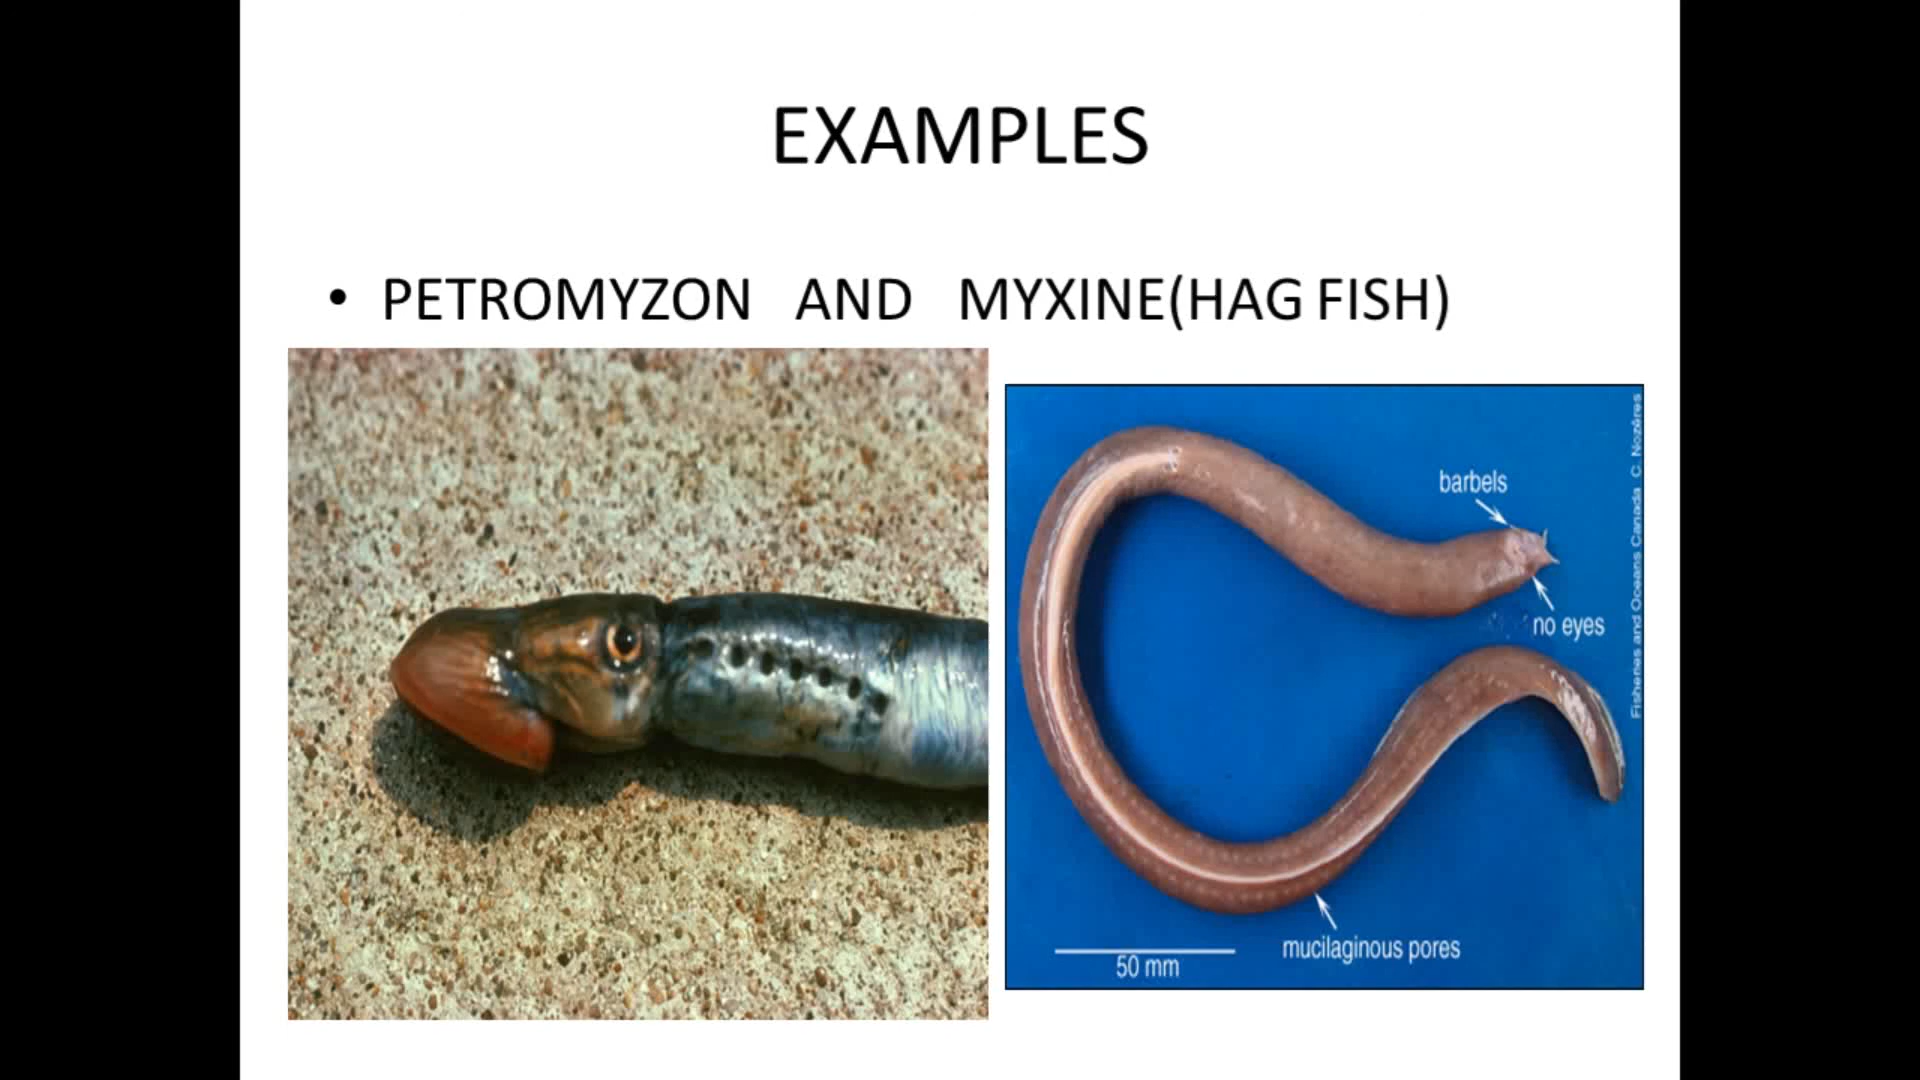 EXAMPLES
• PETROMYZON AND MYXINE(HAG FISH)
barbels
no eyes
mucilaginous pores
50 mm
Fisheries and Oceans Canada C. Nozères